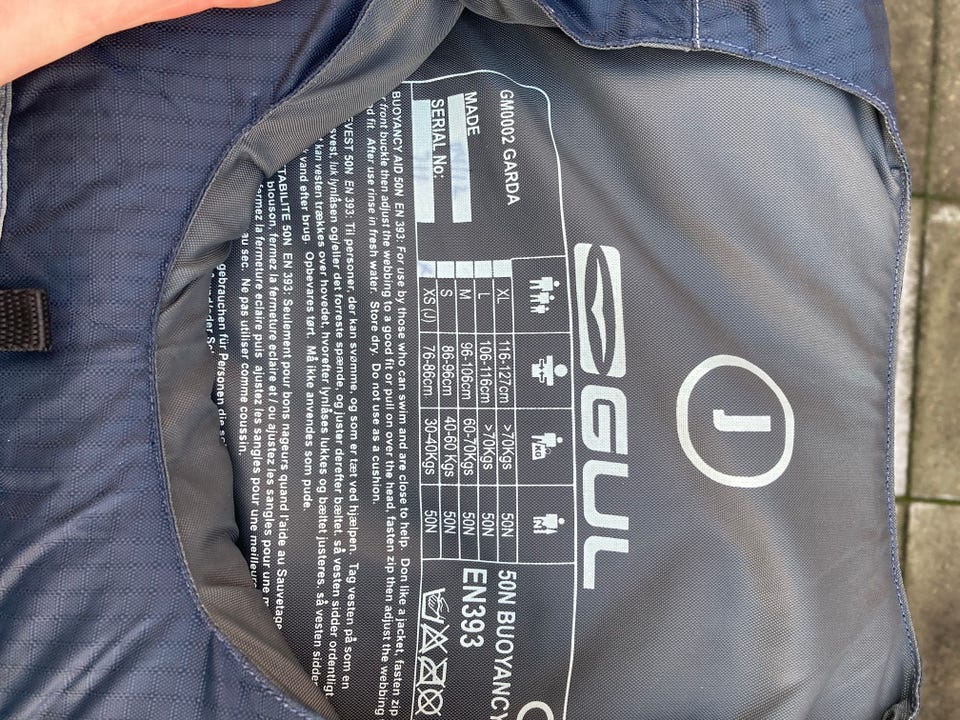 J
GUL
GM0002 GARDA
MADE
SERIAL No:
XL 116-127cm >70Kgs 50N
L 106-116cm >70Kgs 50N
M 96-106cm 60-70Kgs 50N
S 86-96cm 40-60 Kgs 50N
XS (J) 76-86cm 30-40Kgs 50N
50N BUOYANCY
EN393
BUOYANCY AID 50N EN 393: For use by those who can swim and are close to help. Don like a jacket, fasten zip
front buckle then adjust the webbing to a good fit or pull on over the head, fasten zip then adjust the webbing
fit. After use rinse in fresh water. Store dry. Do not use as a cushion.
EVEST 50N EN 393: Til personer, der kan svømme, og som er tæt ved hjælpen. Tag vesten på som en
svest, luk lynlåsen og/eller det forreste spænde, og juster derefter bæltet, så vesten sidder ordentligt
kan vesten trækkes over hovedet, hvorefter lynlåses lukkes og bæltet justeres, så vesten sidder
vand efter brug. Opbevares tørt. Må ikke anvendes som pude.
TABILITE 50N EN 393: Seulement pour bons nageurs quand l'aide au Sauvetage
blouson, fermez la fermeture eclaire et / ou ajustez les sangles pour une
fermez la fermeture eclaire puis ajustez les sangles pour une meilleur
au sec. Ne pas utiliser comme coussin.
gebrauchen für Personen die